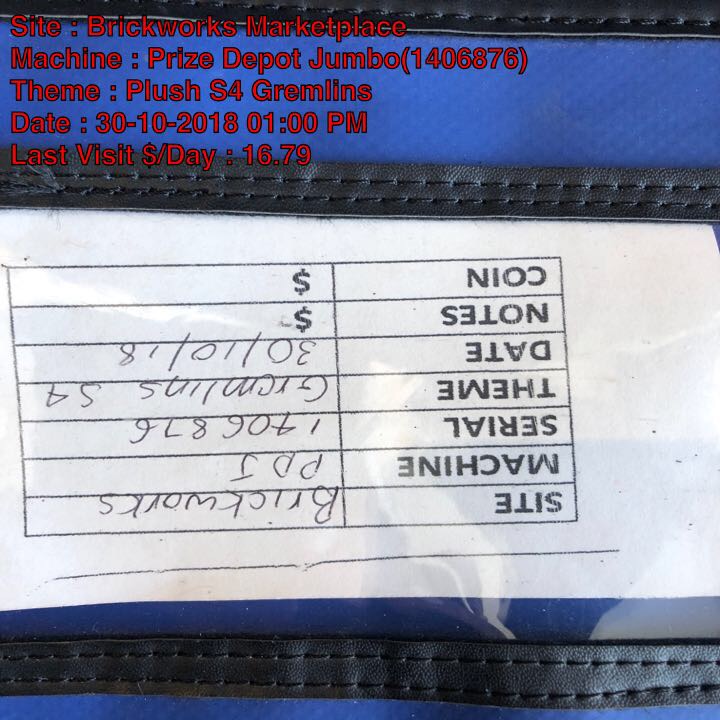 Site : Brickworks Marketplace
Machine : Prize Depot Jumbo(1406876)
Theme : Plush S4 Gremlins
Date : 30-10-2018 01:00 PM
Last Visit $/Day : 16.79
SITE Brickworks
MACHINE PDJ
SERIAL 1406876
THEME Gremlins S4
DATE 30/10/18
NOTES $
COIN $